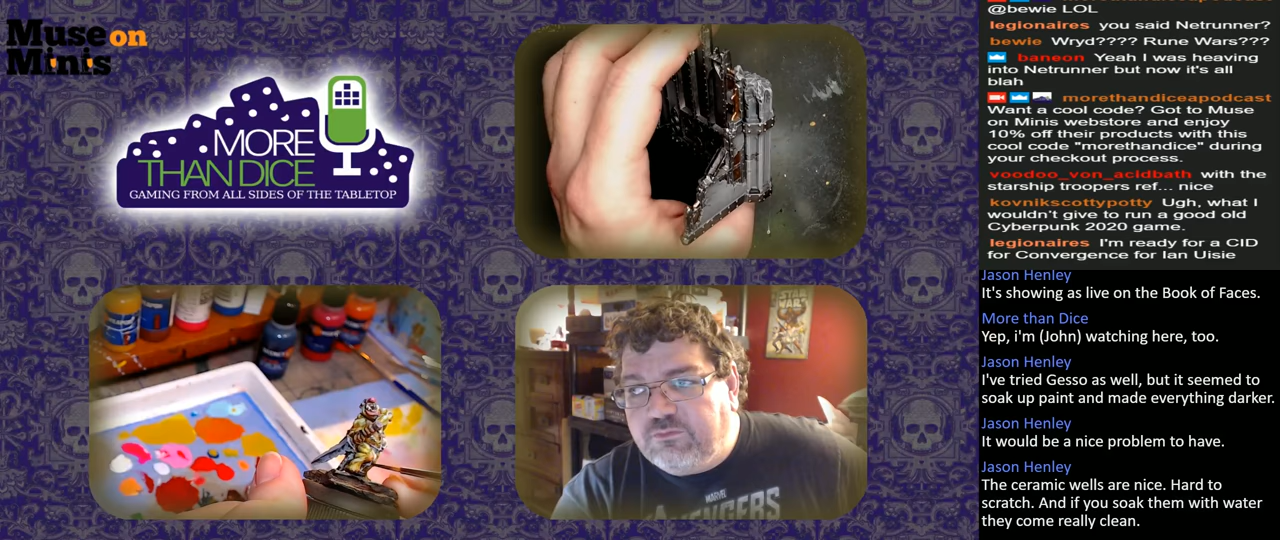 Muse on
Minis
MORE
THAN DICE
GAMING FROM ALL SIDES OF THE TABLETOP
STAR
WARS
MARVEL
AVENGERS
@bewie LOL
legionaires you said Netrunner?
bewie Wryd???? Rune Wars???
baneon Yeah I was heaving
into Netrunner but now it's all
blah
morethandiceapodcast
Want a cool code? Got to Muse
on Minis webstore and enjoy
10% off their products with this
cool code "morethandice" during
your checkout process.
voodoo_von_acidbath with the
starship troopers ref... nice
kovnikscottypotty Ugh, what I
wouldn't give to run a good old
Cyberpunk 2020 game.
legionaires I'm ready for a CID
for Convergence for Ian Uisie
Jason Henley
It's showing as live on the Book of Faces.
More than Dice
Yep, i'm (John) watching here, too.
Jason Henley
I've tried Gesso as well, but it seemed to
soak up paint and made everything darker.
Jason Henley
It would be a nice problem to have.
Jason Henley
The ceramic wells are nice. Hard to
scratch. And if you soak them with water
they come really clean.